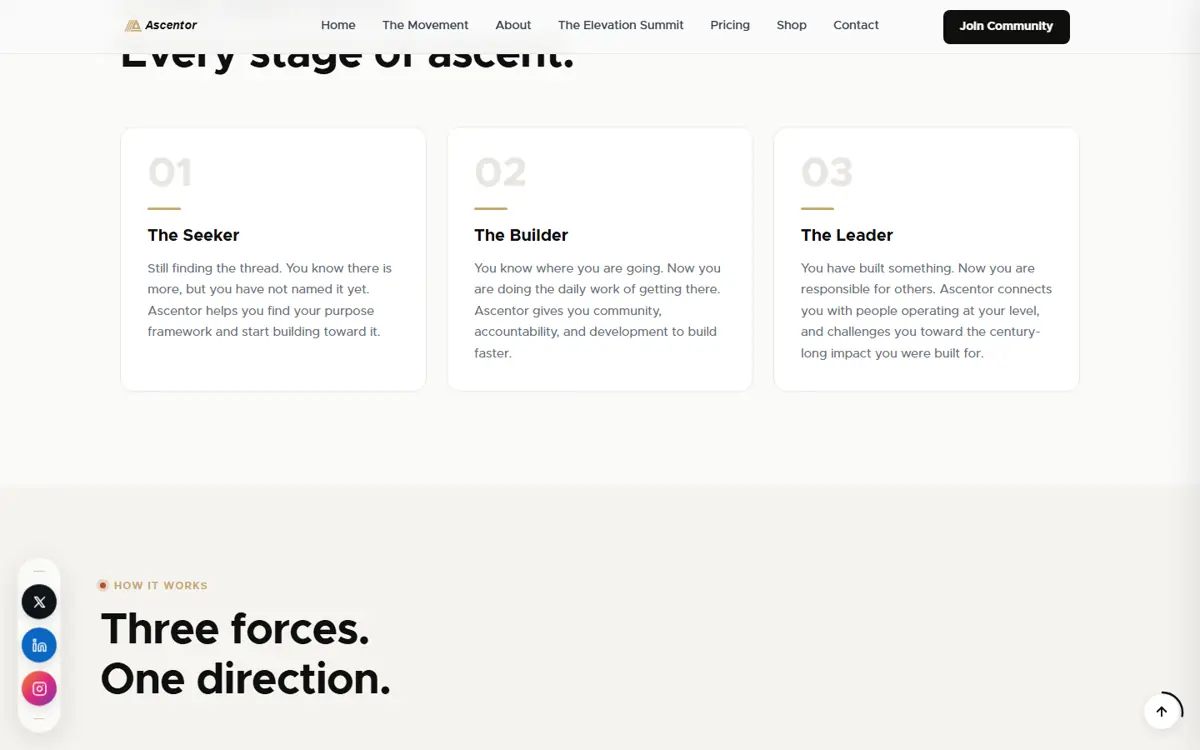 Ascentor
Home
The Movement
About
The Elevation Summit
Pricing
Shop
Contact
Join Community
Every stage of ascent.
01
The Seeker
Still finding the thread. You know there is
more, but you have not named it yet.
Ascentor helps you find your purpose
framework and start building toward it.
02
The Builder
You know where you are going. Now you
are doing the daily work of getting there.
Ascentor gives you community,
accountability, and development to build
faster.
03
The Leader
You have built something. Now you are
responsible for others. Ascentor connects
you with people operating at your level,
and challenges you toward the century-
long impact you were built for.
HOW IT WORKS
Three forces.
One direction.